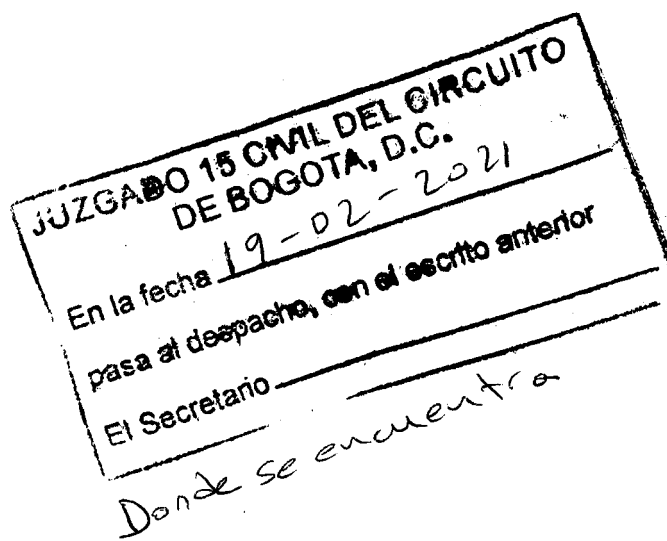 JUZGADO 15 CIVIL DEL CIRCUITO
DE BOGOTA, D.C.
En la fecha 19-02-2021
pasa al despacho, con el escrito anterior
El Secretario
Donde se encuentra